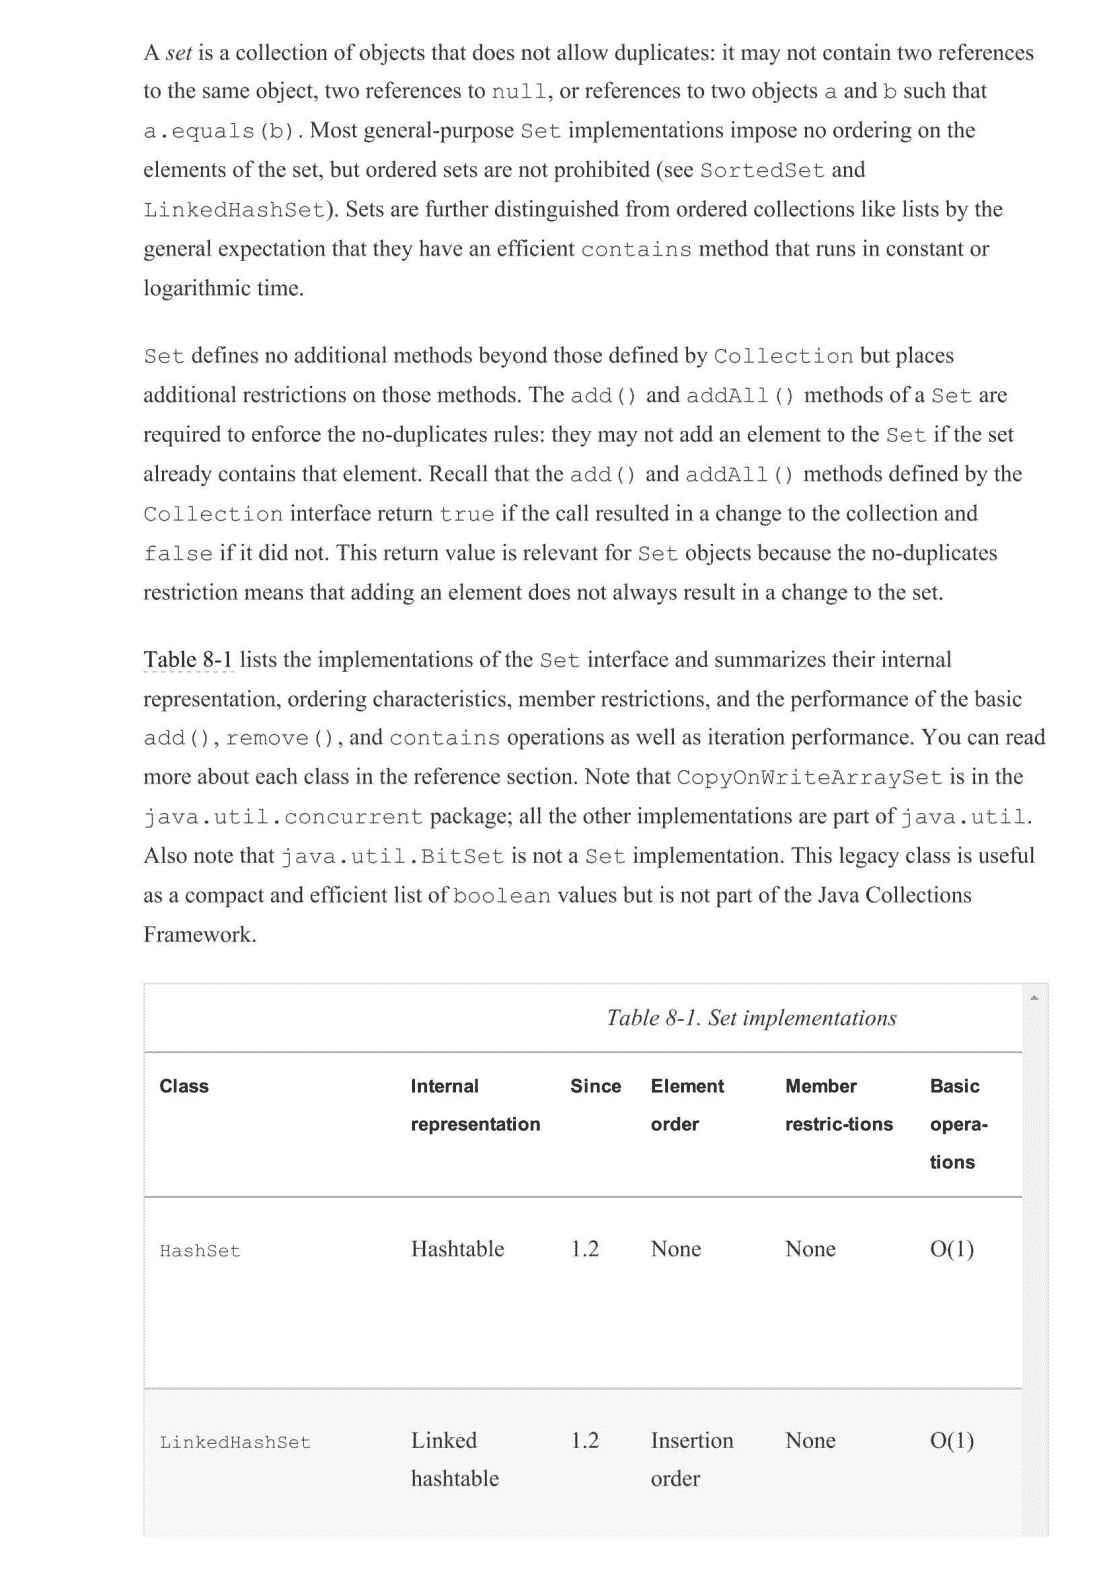 A set is a collection of objects that does not allow duplicates: it may not contain two references
to the same object, two references to null, or references to two objects a and b such that
a.equals(b). Most general-purpose Set implementations impose no ordering on the
elements of the set, but ordered sets are not prohibited (see SortedSet and
LinkedHashSet). Sets are further distinguished from ordered collections like lists by the
general expectation that they have an efficient contains method that runs in constant or
logarithmic time.
Set defines no additional methods beyond those defined by Collection but places
additional restrictions on those methods. The add() and addAll() methods of a Set are
required to enforce the no-duplicates rules: they may not add an element to the Set if the set
already contains that element. Recall that the add() and addAll() methods defined by the
Collection interface return true if the call resulted in a change to the collection and
false if it did not. This return value is relevant for Set objects because the no-duplicates
restriction means that adding an element does not always result in a change to the set.
Table 8-1 lists the implementations of the Set interface and summarizes their internal
representation, ordering characteristics, member restrictions, and the performance of the basic
add(), remove(), and contains operations as well as iteration performance. You can read
more about each class in the reference section. Note that CopyOnWriteArraySet is in the
java.util.concurrent package; all the other implementations are part of java.util.
Also note that java.util.BitSet is not a Set implementation. This legacy class is useful
as a compact and efficient list of boolean values but is not part of the Java Collections
Framework.
Table 8-1. Set implementations
Class Internal Since Element Member Basic
representation order restric-tions opera-
tions
HashSet Hashtable 1.2 None None O(1)
LinkedHashSet Linked 1.2 Insertion None O(1)
hashtable order